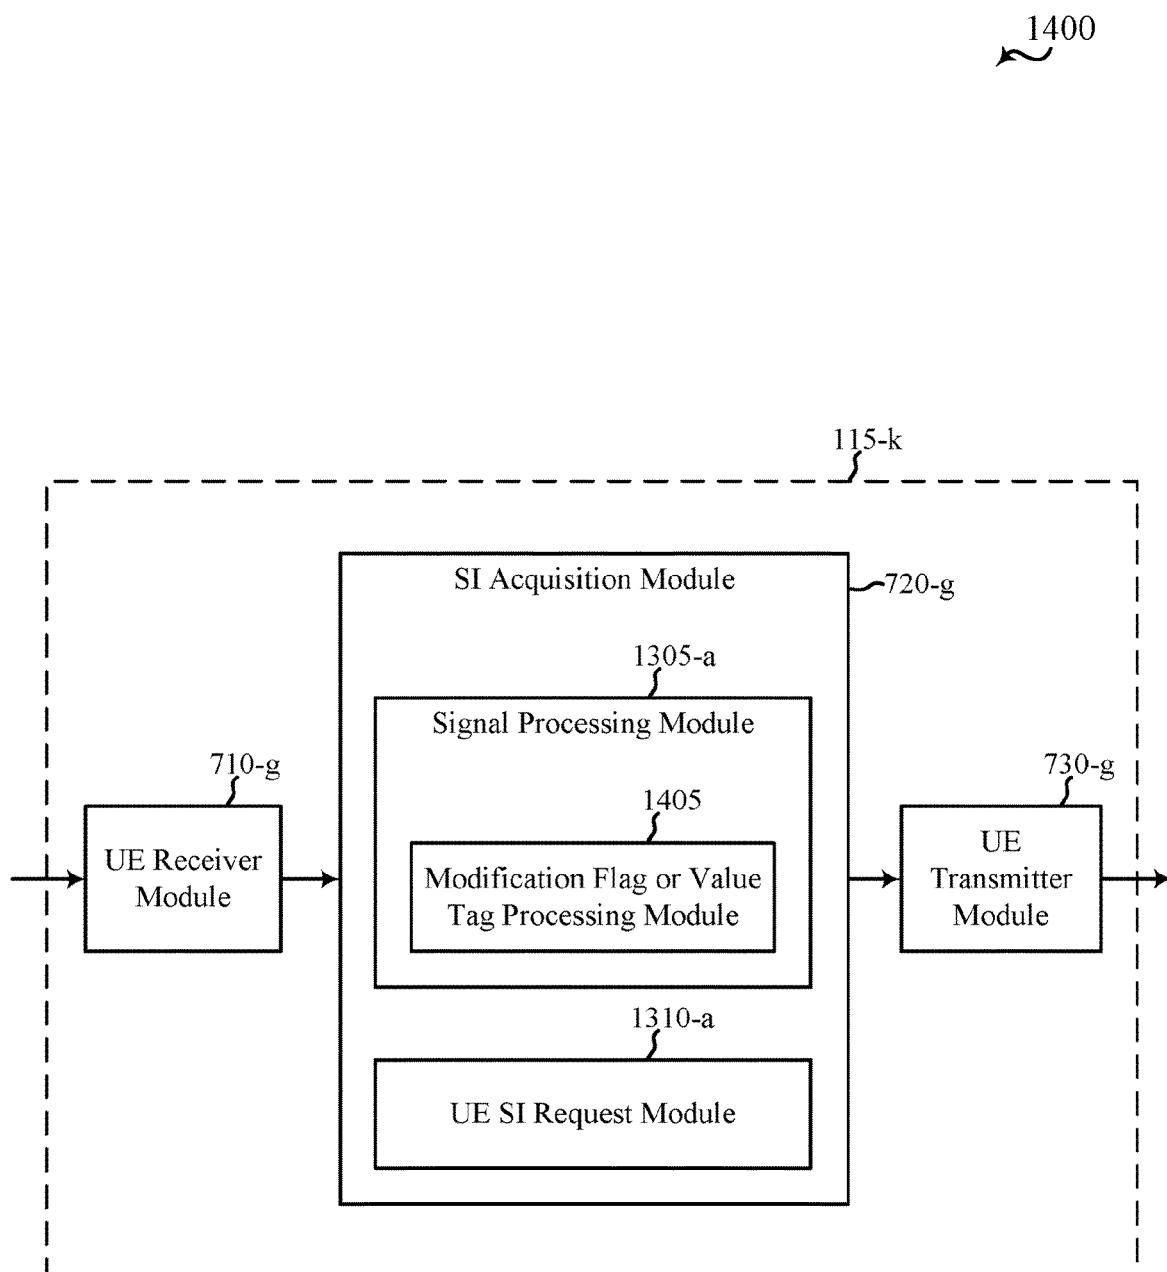 1400
115-k
SI Acquisition Module
720-g
1305-a
Signal Processing Module
710-g
730-g
1405
UE Receiver
Module
Modification Flag or Value
Tag Processing Module
UE
Transmitter
Module
1310-a
UE SI Request Module